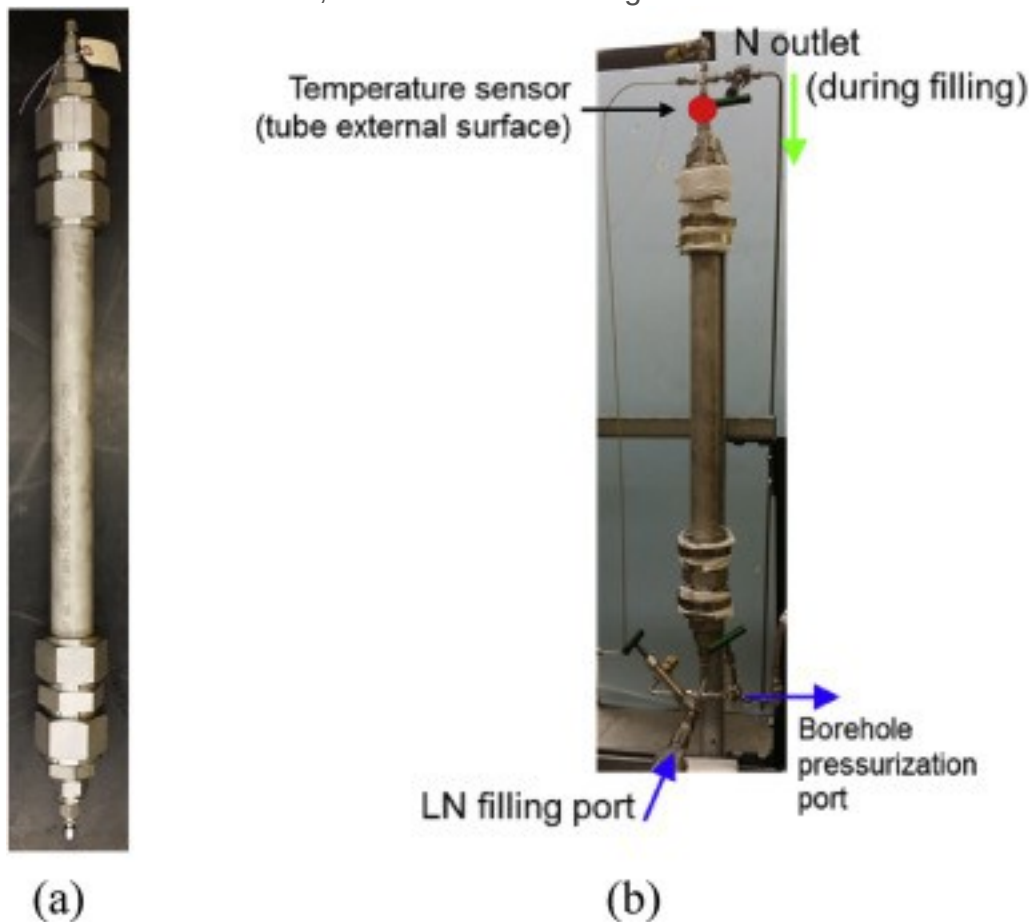 N outlet
(during filling)
Temperature sensor
(tube external surface)
Borehole
pressurization
port
LN filling port
(a)
(b)